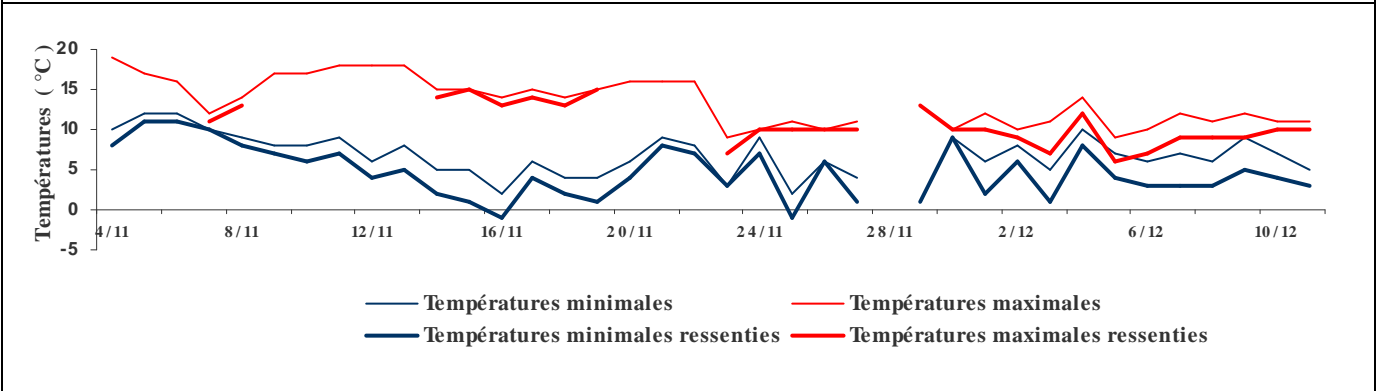 Températures ( °C )
20
15
10
5
0
-5
4/11 8/11 12/11 16/11 20/11 24/11 28/11 2/12 6/12 10/12
Températures minimales Températures maximales
Températures minimales ressenties Températures maximales ressenties